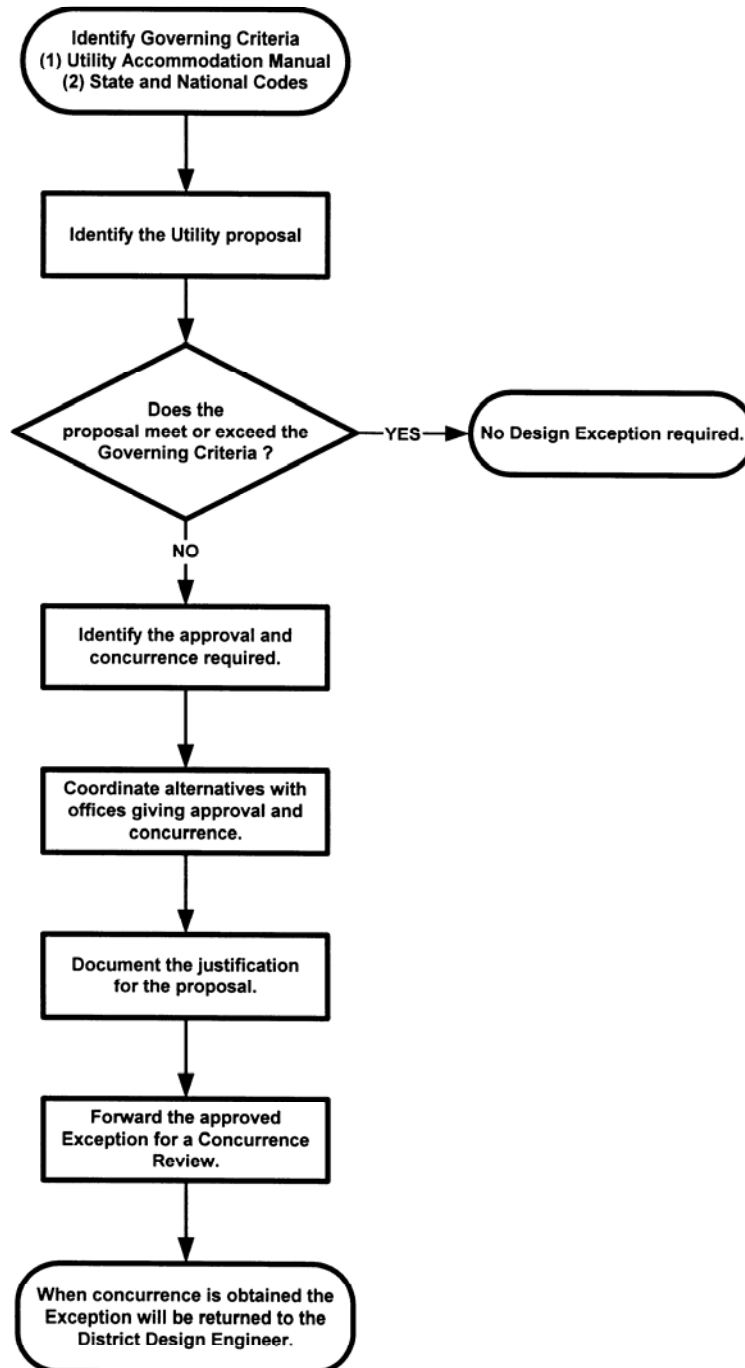 Identify Governing Criteria
(1) Utility Accommodation Manual
(2) State and National Codes
Identify the Utility proposal
Does the
proposal meet or exceed the
Governing Criteria ?
YES
No Design Exception required.
NO
Identify the approval and
concurrence required.
Coordinate alternatives with
offices giving approval and
concurrence.
Document the justification
for the proposal.
Forward the approved
Exception for a Concurrence
Review.
When concurrence is obtained the
Exception will be returned to the
District Design Engineer.